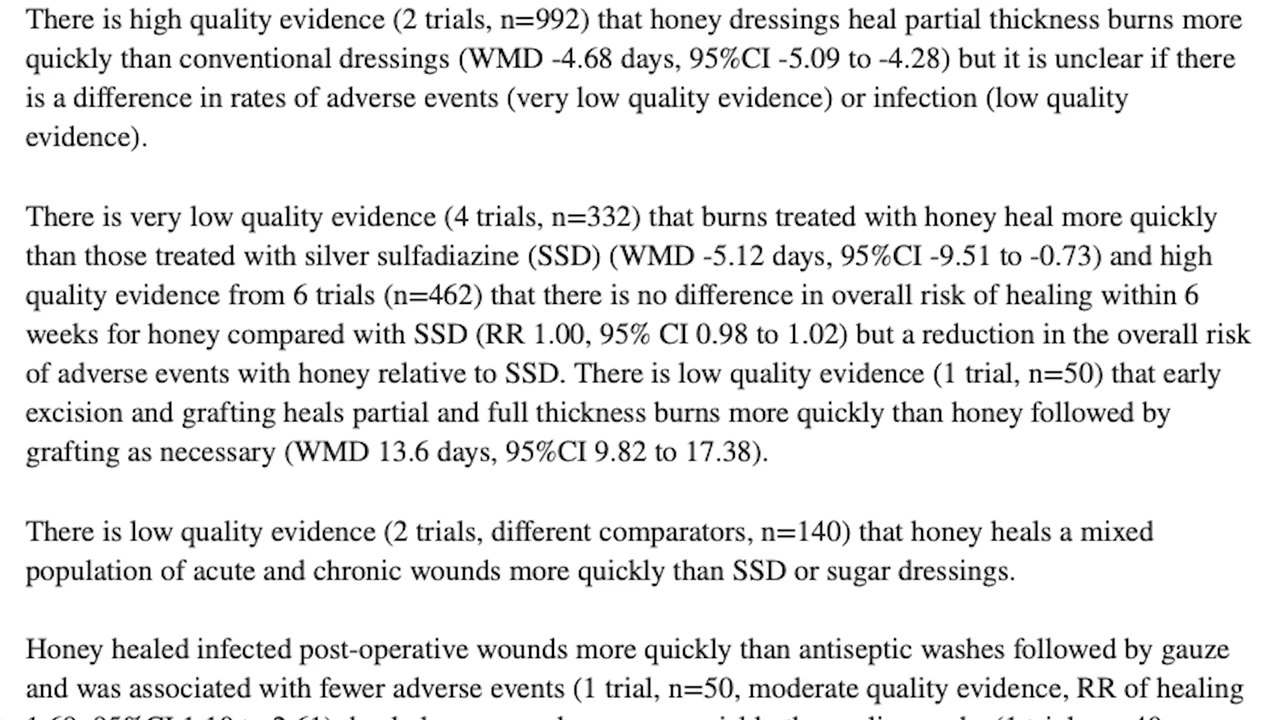 There is high quality evidence (2 trials, n=992) that honey dressings heal partial thickness burns more
quickly than conventional dressings (WMD -4.68 days, 95%CI -5.09 to -4.28) but it is unclear if there
is a difference in rates of adverse events (very low quality evidence) or infection (low quality
evidence).
There is very low quality evidence (4 trials, n=332) that burns treated with honey heal more quickly
than those treated with silver sulfadiazine (SSD) (WMD -5.12 days, 95%CI -9.51 to -0.73) and high
quality evidence from 6 trials (n=462) that there is no difference in overall risk of healing within 6
weeks for honey compared with SSD (RR 1.00, 95% CI 0.98 to 1.02) but a reduction in the overall risk
of adverse events with honey relative to SSD. There is low quality evidence (1 trial, n=50) that early
excision and grafting heals partial and full thickness burns more quickly than honey followed by
grafting as necessary (WMD 13.6 days, 95%CI 9.82 to 17.38).
There is low quality evidence (2 trials, different comparators, n=140) that honey heals a mixed
population of acute and chronic wounds more quickly than SSD or sugar dressings.
Honey healed infected post-operative wounds more quickly than antiseptic washes followed by gauze
and was associated with fewer adverse events (1 trial, n=50, moderate quality evidence, RR of healing